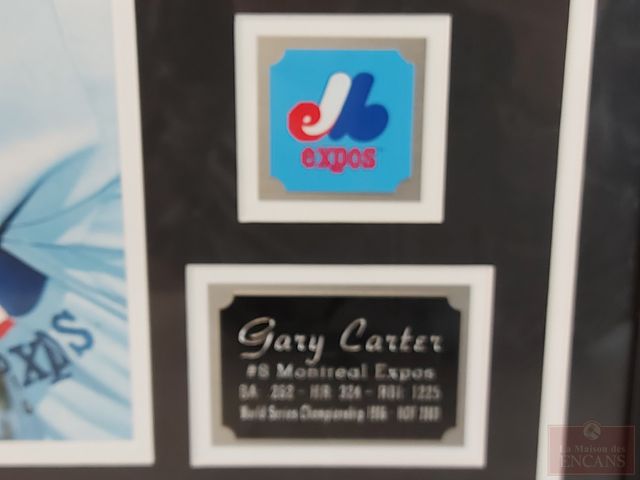 expos
Gary Carter
#8 Montreal Expos
BA: 262 - HR: 324 - RBI: 1225
World Series Championship 1986 - HOF 2003
xpos
La Maison des
ENCANS